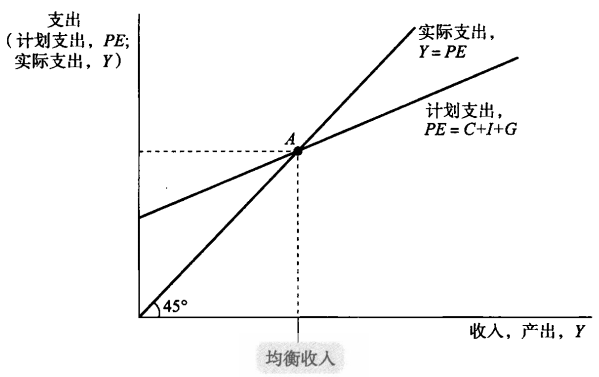 支出
（计划支出，PE;
实际支出，Y）
实际支出，
Y=PE
计划支出，
PE=C+I+G
A
45°
收入，产出，Y
均衡收入